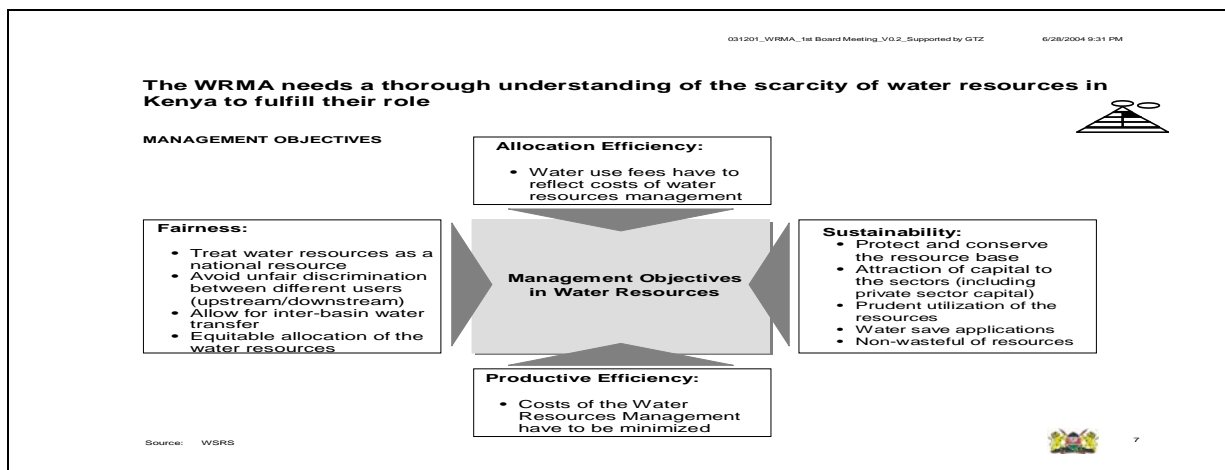 031201_WRMA_1st Board Meeting_V0.2_Supported by GTZ 6/28/2004 9:31 PM
The WRMA needs a thorough understanding of the scarcity of water resources in
Kenya to fulfill their role
MANAGEMENT OBJECTIVES
Allocation Efficiency:
• Water use fees have to
reflect costs of water
resources management
Fairness:
• Treat water resources as a
national resource
• Avoid unfair discrimination
between different users
(upstream/downstream)
• Allow for inter-basin water
transfer
• Equitable allocation of the
water resources
Management Objectives
in Water Resources
Sustainability:
• Protect and conserve
the resource base
• Attraction of capital to
the sectors (including
private sector capital)
• Prudent utilization of the
resources
• Water save applications
• Non-wasteful of resources
Productive Efficiency:
• Costs of the Water
Resources Management
have to be minimized
Source: WSRS
7